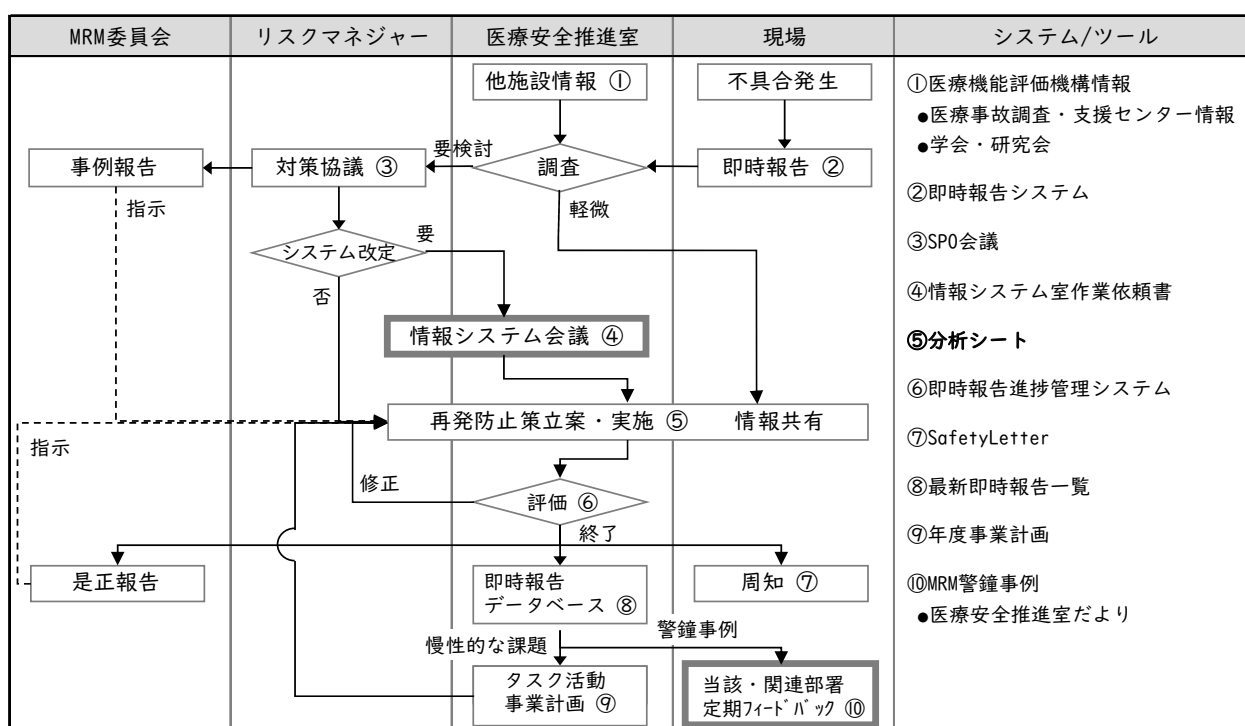 MRM委員会
リスクマネジャー
医療安全推進室
現場
システム/ツール
他施設情報 ①
不具合発生
事例報告
対策協議 ③
要検討
調査
即時報告 ②
指示
軽微
システム改定
要
否
情報システム会議 ④
再発防止策立案・実施 ⑤
情報共有
指示
修正
評価 ⑥
終了
是正報告
即時報告
データベース ⑧
周知 ⑦
慢性的な課題
警鐘事例
タスク活動
事業計画 ⑨
当該・関連部署
定期フィードバック ⑩
①医療機能評価機構情報
●医療事故調査・支援センター情報
●学会・研究会
②即時報告システム
③SPO会議
④情報システム室作業依頼書
⑤分析シート
⑥即時報告進捗管理システム
⑦SafetyLetter
⑧最新即時報告一覧
⑨年度事業計画
⑩MRM警鐘事例
●医療安全推進室だより